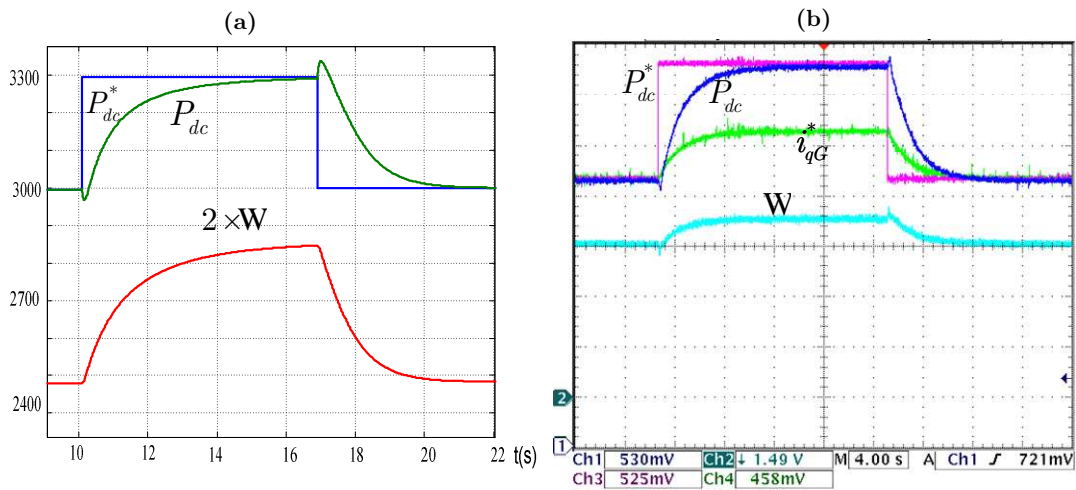 (a)
(b)
3300
3000
2700
2400
P*dc
Pdc
2×W
10
12
14
16
18
20
22
t(s)
P*dc
Pdc
i*qG
W
2
1
Ch1 530mV Ch2 ↓ 1.49 V M 4.00 s A Ch1 ∫ 721mV
Ch3 525mV Ch4 458mV